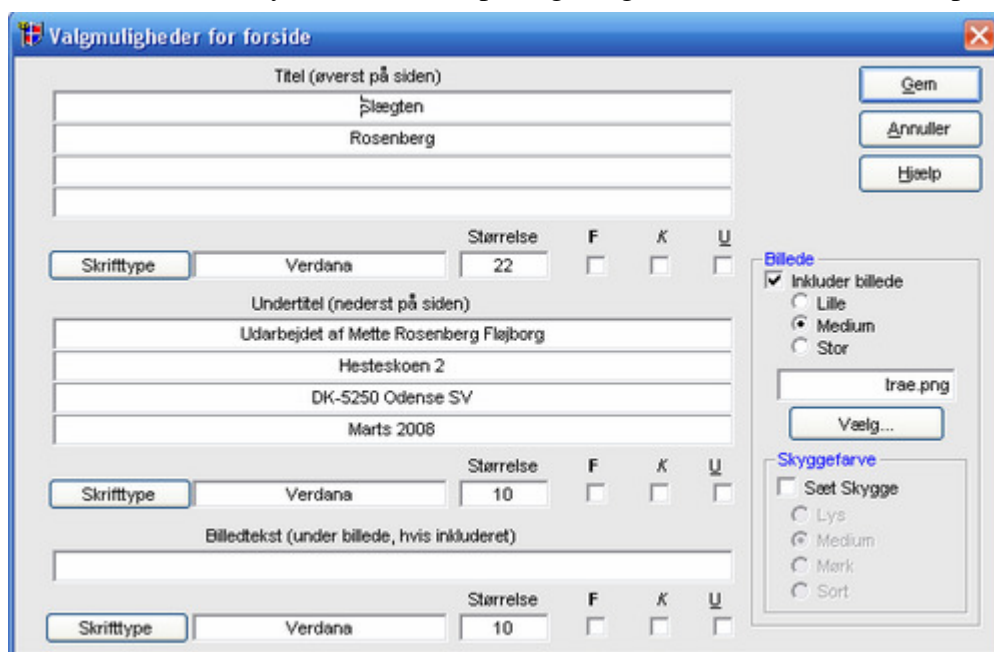 Valgmuligheder for forside
Titel (øverst på siden)
Slægten
Rosenberg
Gem
Annuller
Hjælp
Størrelse F K U
Skrifttype Verdana 22
Undertitel (nederst på siden)
Udarbejdet af Mette Rosenberg Fløjborg
Hesteskoen 2
DK-5250 Odense SV
Marts 2008
Størrelse F K U
Skrifttype Verdana 10
Billedtekst (under billede, hvis inkluderet)
Størrelse F K U
Skrifttype Verdana 10
Billede
Inkluder billede
Lille
Medium
Stor
trae.png
Vælg...
Skyggefarve
Sæt Skygge
Lys
Medium
Mørk
Sort